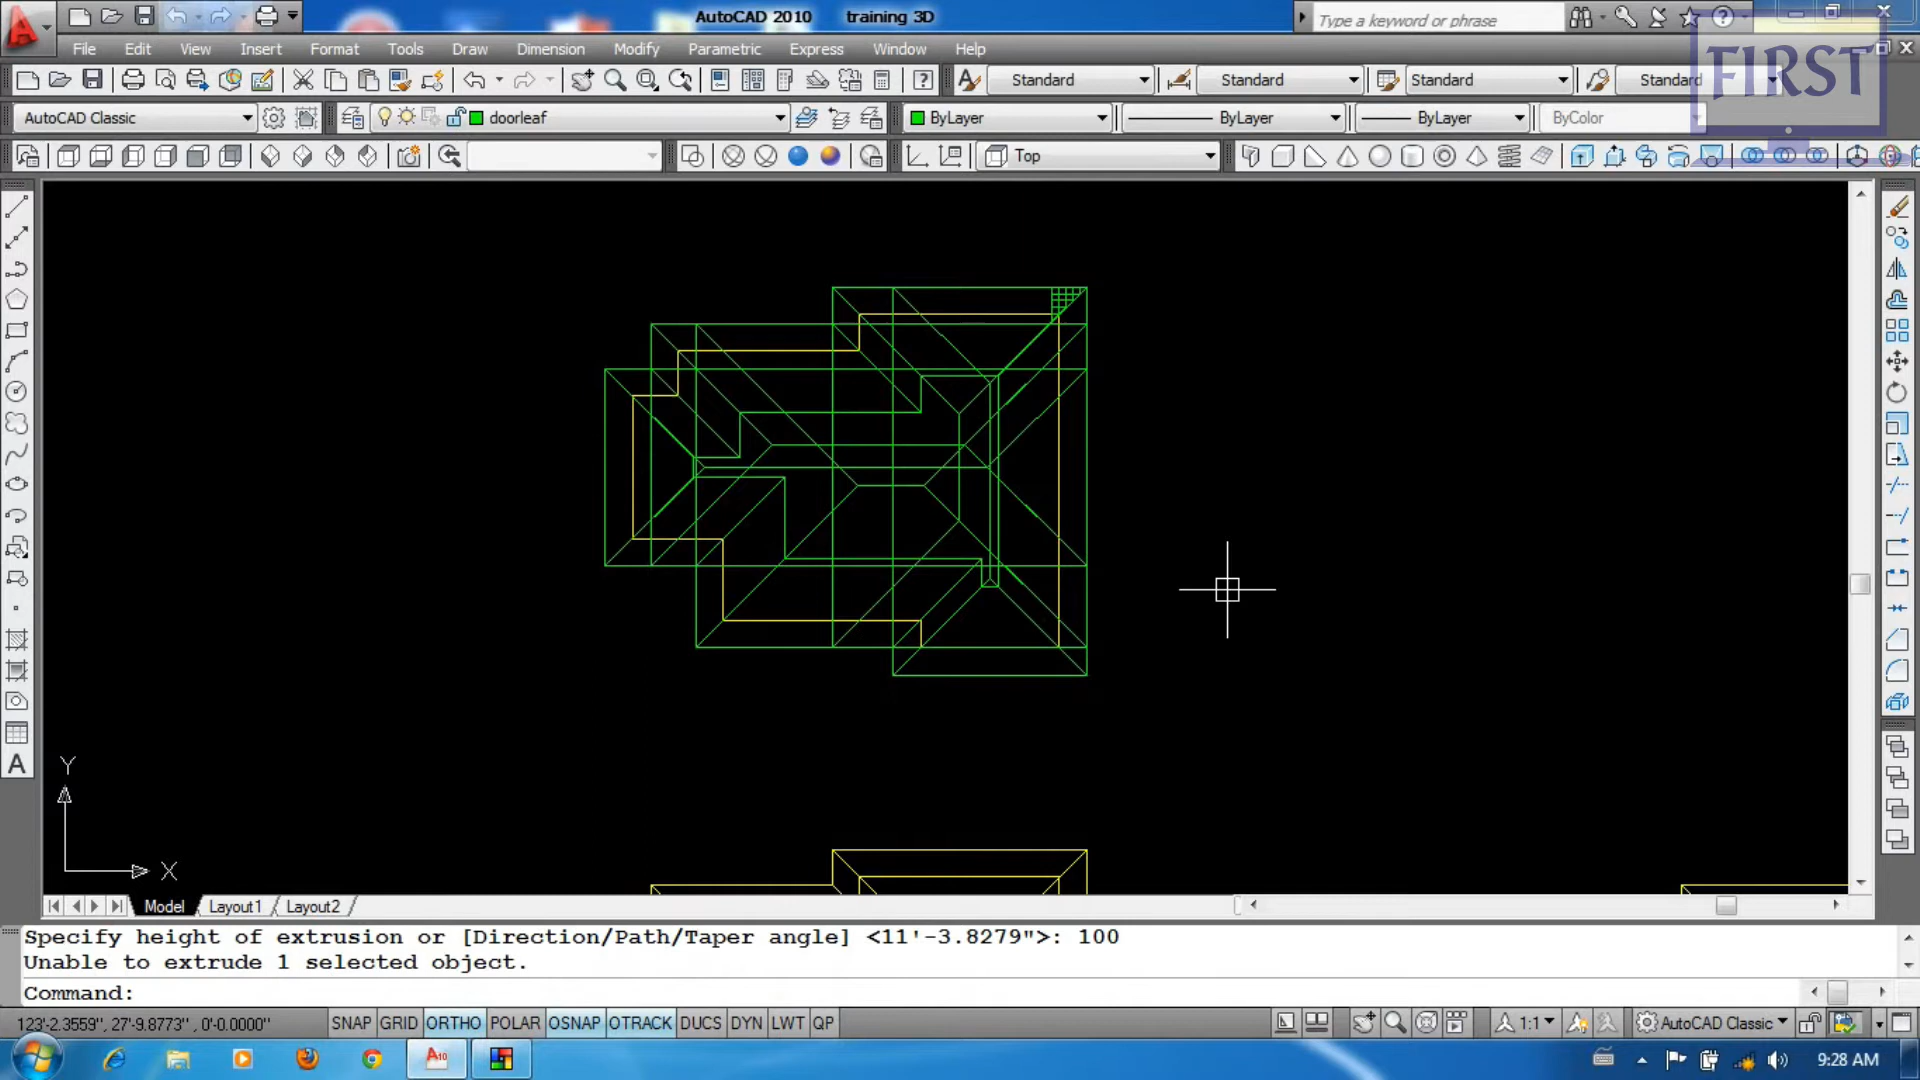 AutoCAD 2010 training 3D
Type a keyword or phrase
File Edit View Insert Format Tools Draw Dimension Modify Parametric Express Window Help
FIRST
Standard Standard Standard Standard
AutoCAD Classic doorleaf ByLayer ByLayer ByLayer ByColor
Top
Y
X
A
Model Layout1 Layout2
Specify height of extrusion or [Direction/Path/Taper angle] <11'-3.8279">: 100
Unable to extrude 1 selected object.
Command:
123'-2.3559", 27'-9.8773" , 0'-0.0000" SNAP GRID ORTHO POLAR OSNAP OTRACK DUCS DYN LWT QP 1:1 AutoCAD Classic
9:28 AM